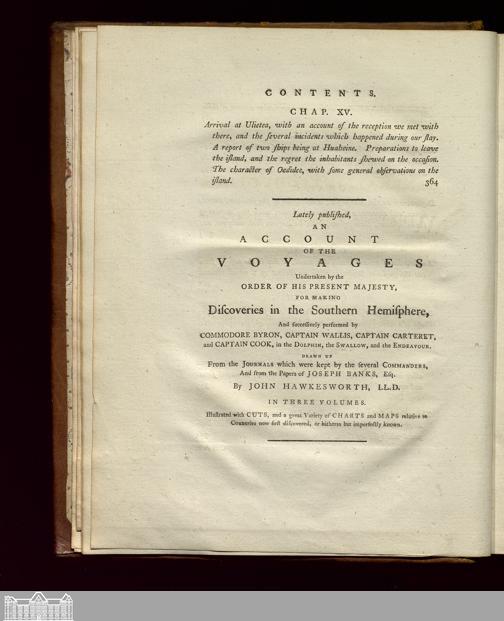 CONTENTS.
CHAP. XV.
Arrival at Ulietea, with an account of the reception we met with
there, and the ſeveral incidents which happened during our ſtay.
A report of two ſhips being at Huaheine. Preparations to leave
the iſland, and the regret the inhabitants ſhewed on the occaſion.
The character of Oedidee, with ſome general obſervations on the
iſland. 364
Lately publiſhed,
AN
ACCOUNT
OF THE
VOYAGES
Undertaken by the
ORDER OF HIS PRESENT MAJESTY,
FOR MAKING
Diſcoveries in the Southern Hemiſphere,
And ſucceſſively performed by
COMMODORE BYRON, CAPTAIN WALLIS, CAPTAIN CARTERET,
and CAPTAIN COOK, in the DOLPHIN, the SWALLOW, and the ENDEAVOUR.
DRAWN UP
From the JOURNALS which were kept by the ſeveral COMMANDERS,
And from the Papers of JOSEPH BANKS, Eſq.
By JOHN HAWKESWORTH, LL.D.
IN THREE VOLUMES.
Illuſtrated with CUTS, and a great Variety of CHARTS and MAPS relative to
Countries now firſt diſcovered, or hitherto but imperfectly known.